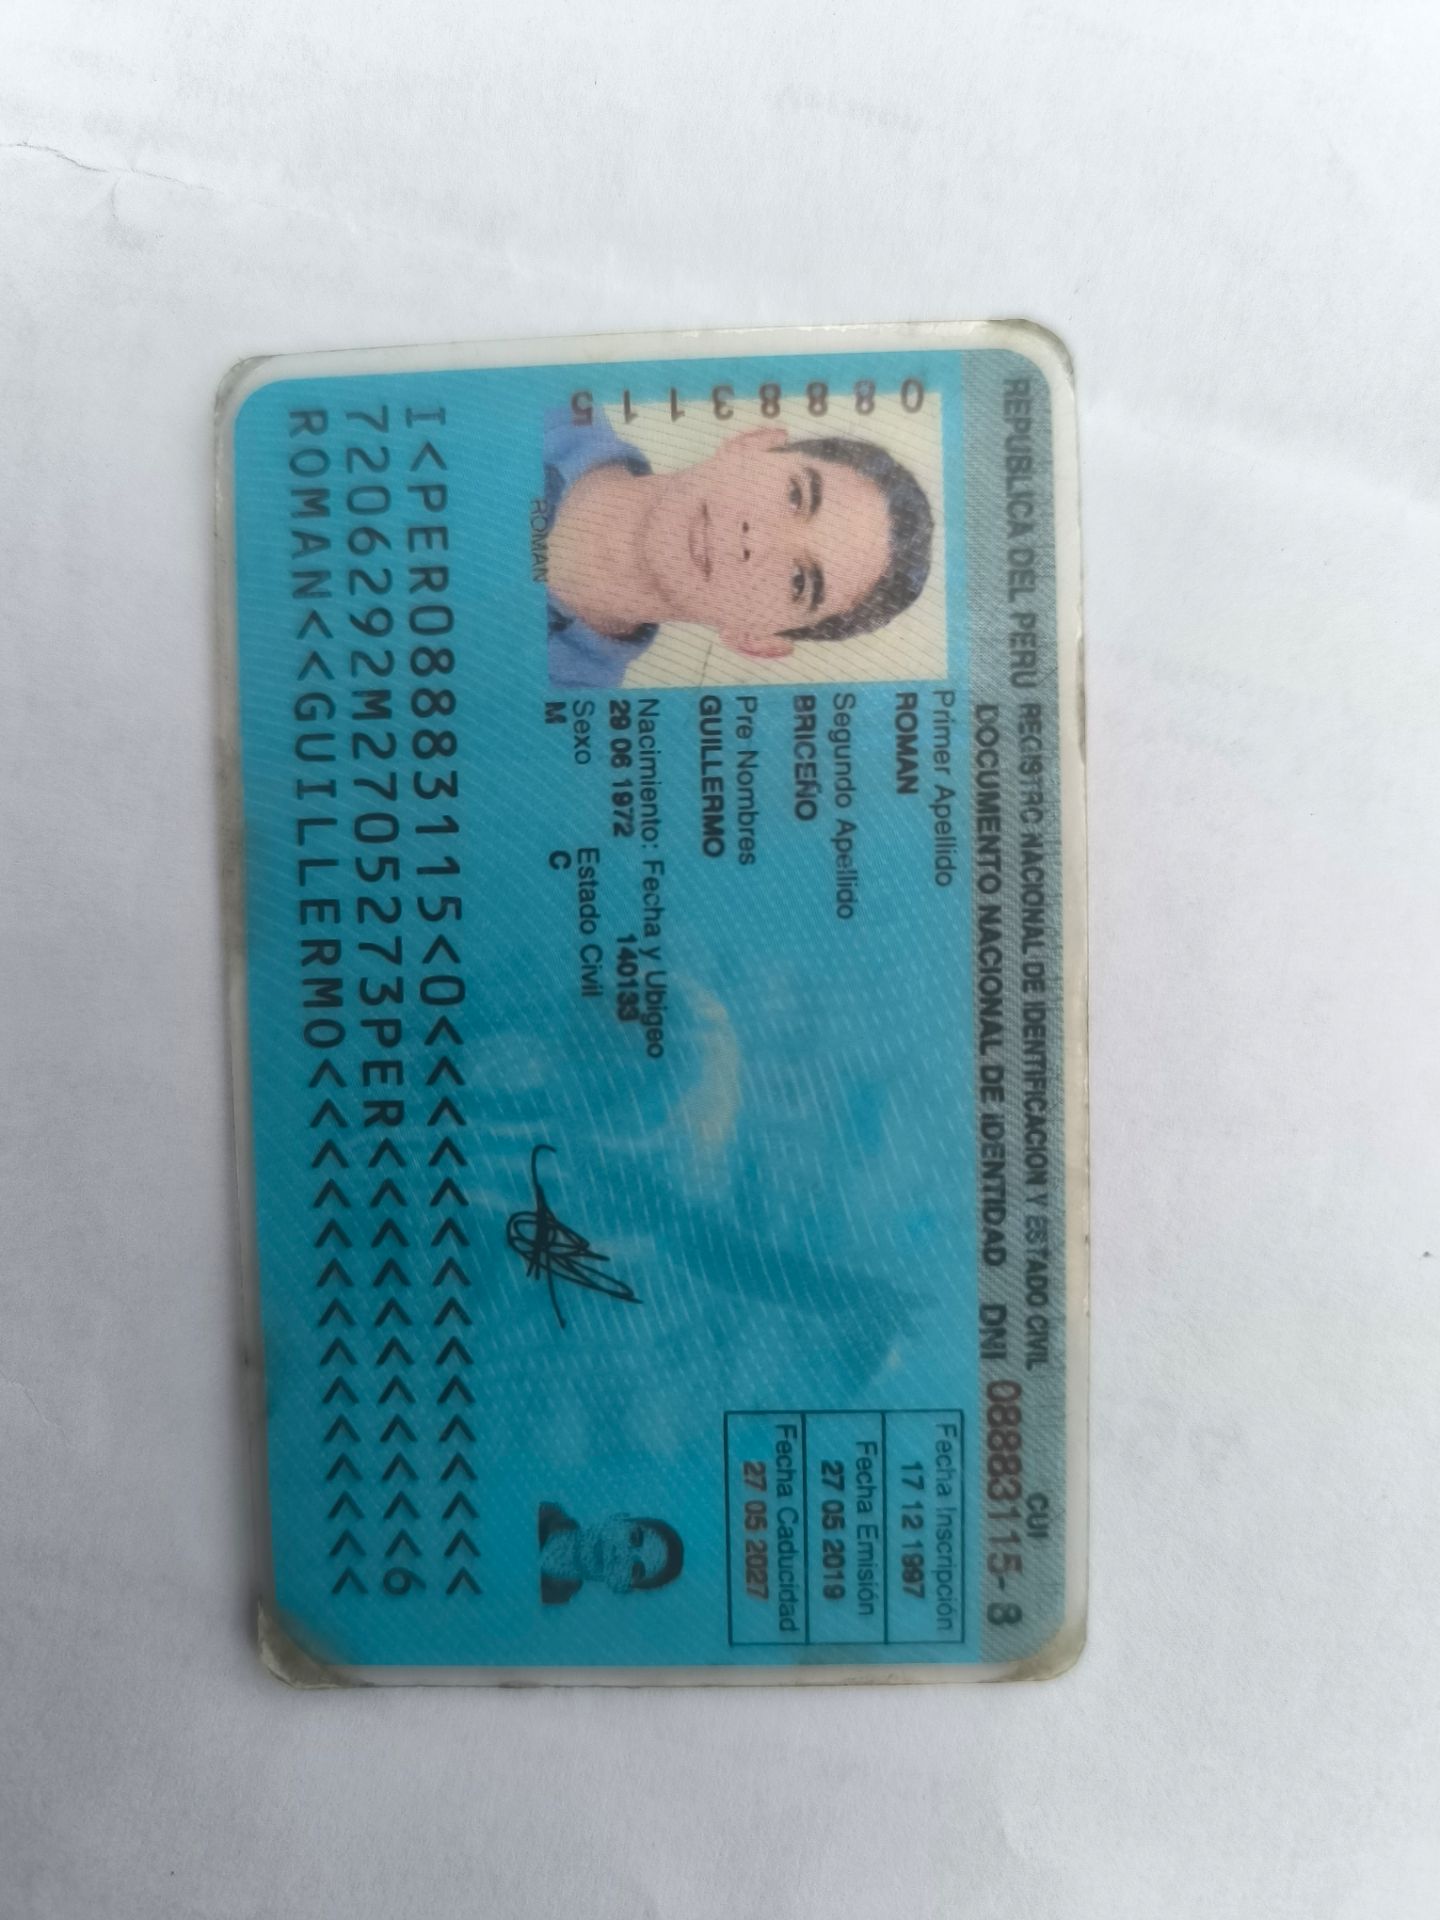 REPUBLICA DEL PERU REGISTRO NACIONAL DE IDENTIFICACION Y ESTADO CIVIL
CUI
DOCUMENTO NACIONAL DE IDENTIDAD DNI 08883115-8
Primer Apellido
ROMAN
Segundo Apellido
BRICEÑO
Pre Nombres
GUILLERMO
Nacimiento: Fecha y Ubigeo
29 06 1972 140133
Sexo Estado Civil
M C
Fecha Inscripción
17 12 1997
Fecha Emisión
27 05 2019
Fecha Caducidad
27 05 2027
08883115
ROMAN
I<PER08883115<0<<<<<<<<<<<<<<<
7206292M2705273PER<<<<<<<<<<<6
ROMAN<<GUILLERMO<<<<<<<<<<<<<<